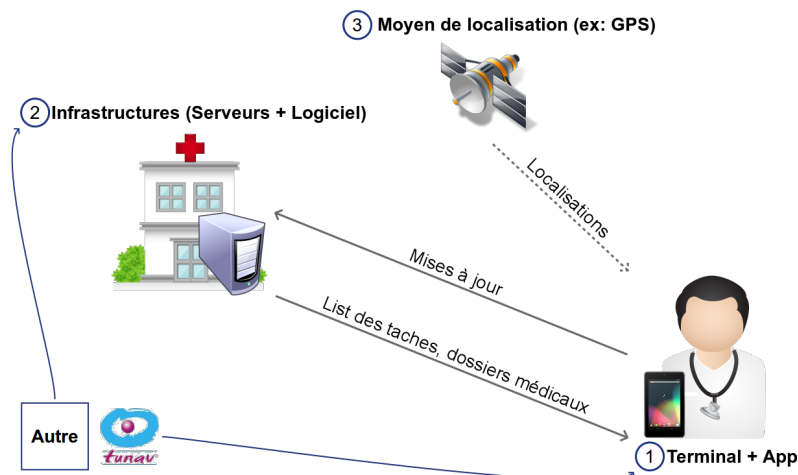 3 Moyen de localisation (ex: GPS)
2 Infrastructures (Serveurs + Logiciel)
Localisations
Mises à jour
List des taches, dossiers médicaux
Autre
tunav
1 Terminal + App